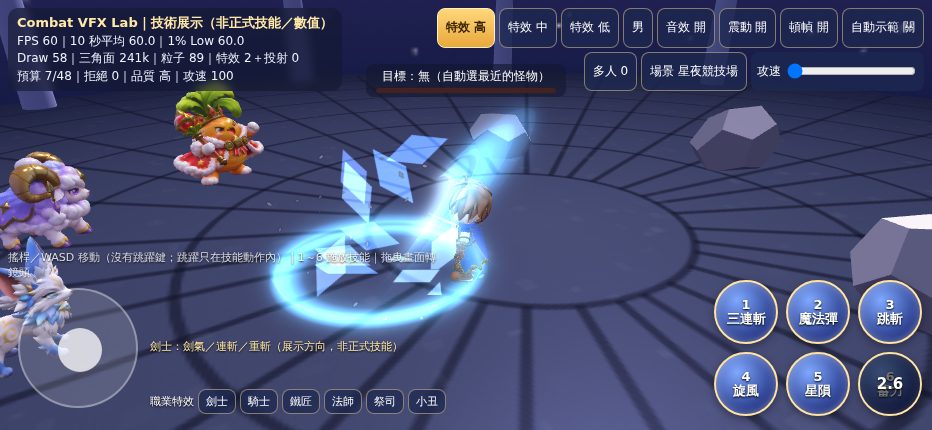 Combat VFX Lab｜技術展示（非正式技能／數值）
FPS 60｜10 秒平均 60.0｜1% Low 60.0
Draw 58｜三角面 241k｜粒子 89｜特效 2＋投射 0
預算 7/48｜拒絕 0｜品質 高｜攻速 100
特效 高
特效 中
特效 低
男
音效 開
震動 開
頓幀 開
自動示範 關
目標：無（自動選最近的怪物）
多人 0
場景 星夜競技場
攻速
搖桿／WASD 移動（沒有跳躍鍵；跳躍只在技能動作內）｜1～6 施放技能｜拖曳畫面轉
鏡頭
1
三連斬
2
魔法彈
3
跳斬
劍士：劍氣／連斬／重斬（展示方向，非正式技能）
4
旋風
5
星隕
2.6
職業特效
劍士
騎士
鐵匠
法師
祭司
小丑